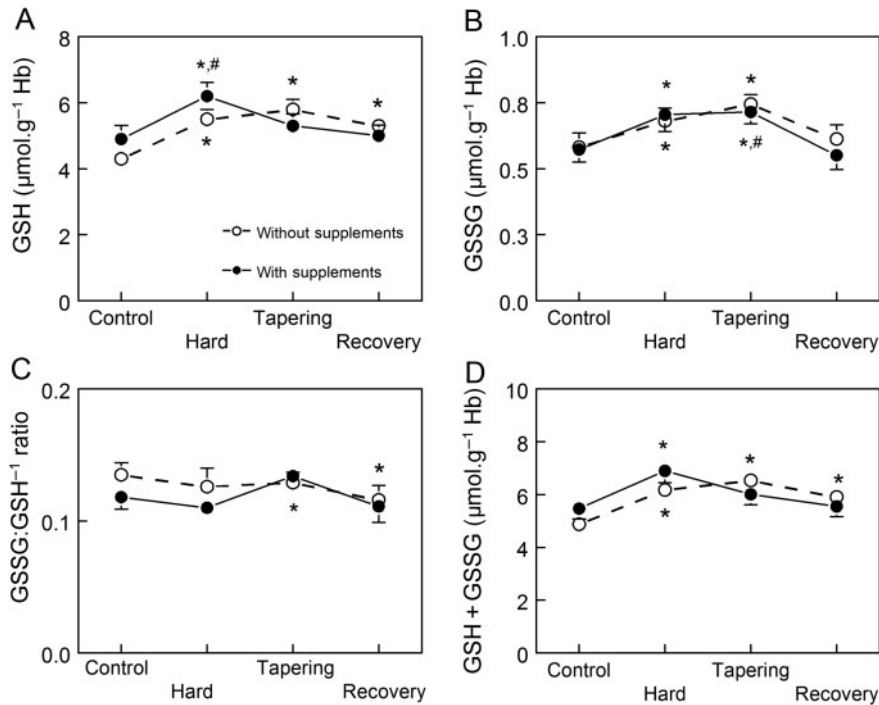 A
GSH (µmol.g⁻¹ Hb)
8
6
4
2
0
*,#
*
*
*
Without supplements
With supplements
Control
Hard
Tapering
Recovery
B
GSSG (µmol.g⁻¹ Hb)
1.0
0.8
0.5
0.3
0.0
*
*
*
*,#
Control
Hard
Tapering
Recovery
C
GSSG:GSH⁻¹ ratio
0.2
0.1
0.0
*
*
Control
Hard
Tapering
Recovery
D
GSH + GSSG (µmol.g⁻¹ Hb)
10
8
6
4
2
0
*
*
*
*
Control
Hard
Tapering
Recovery